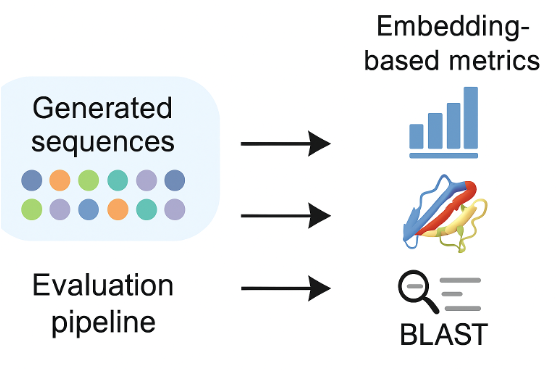 Embedding-
based metrics
Generated
sequences
Evaluation
pipeline
BLAST